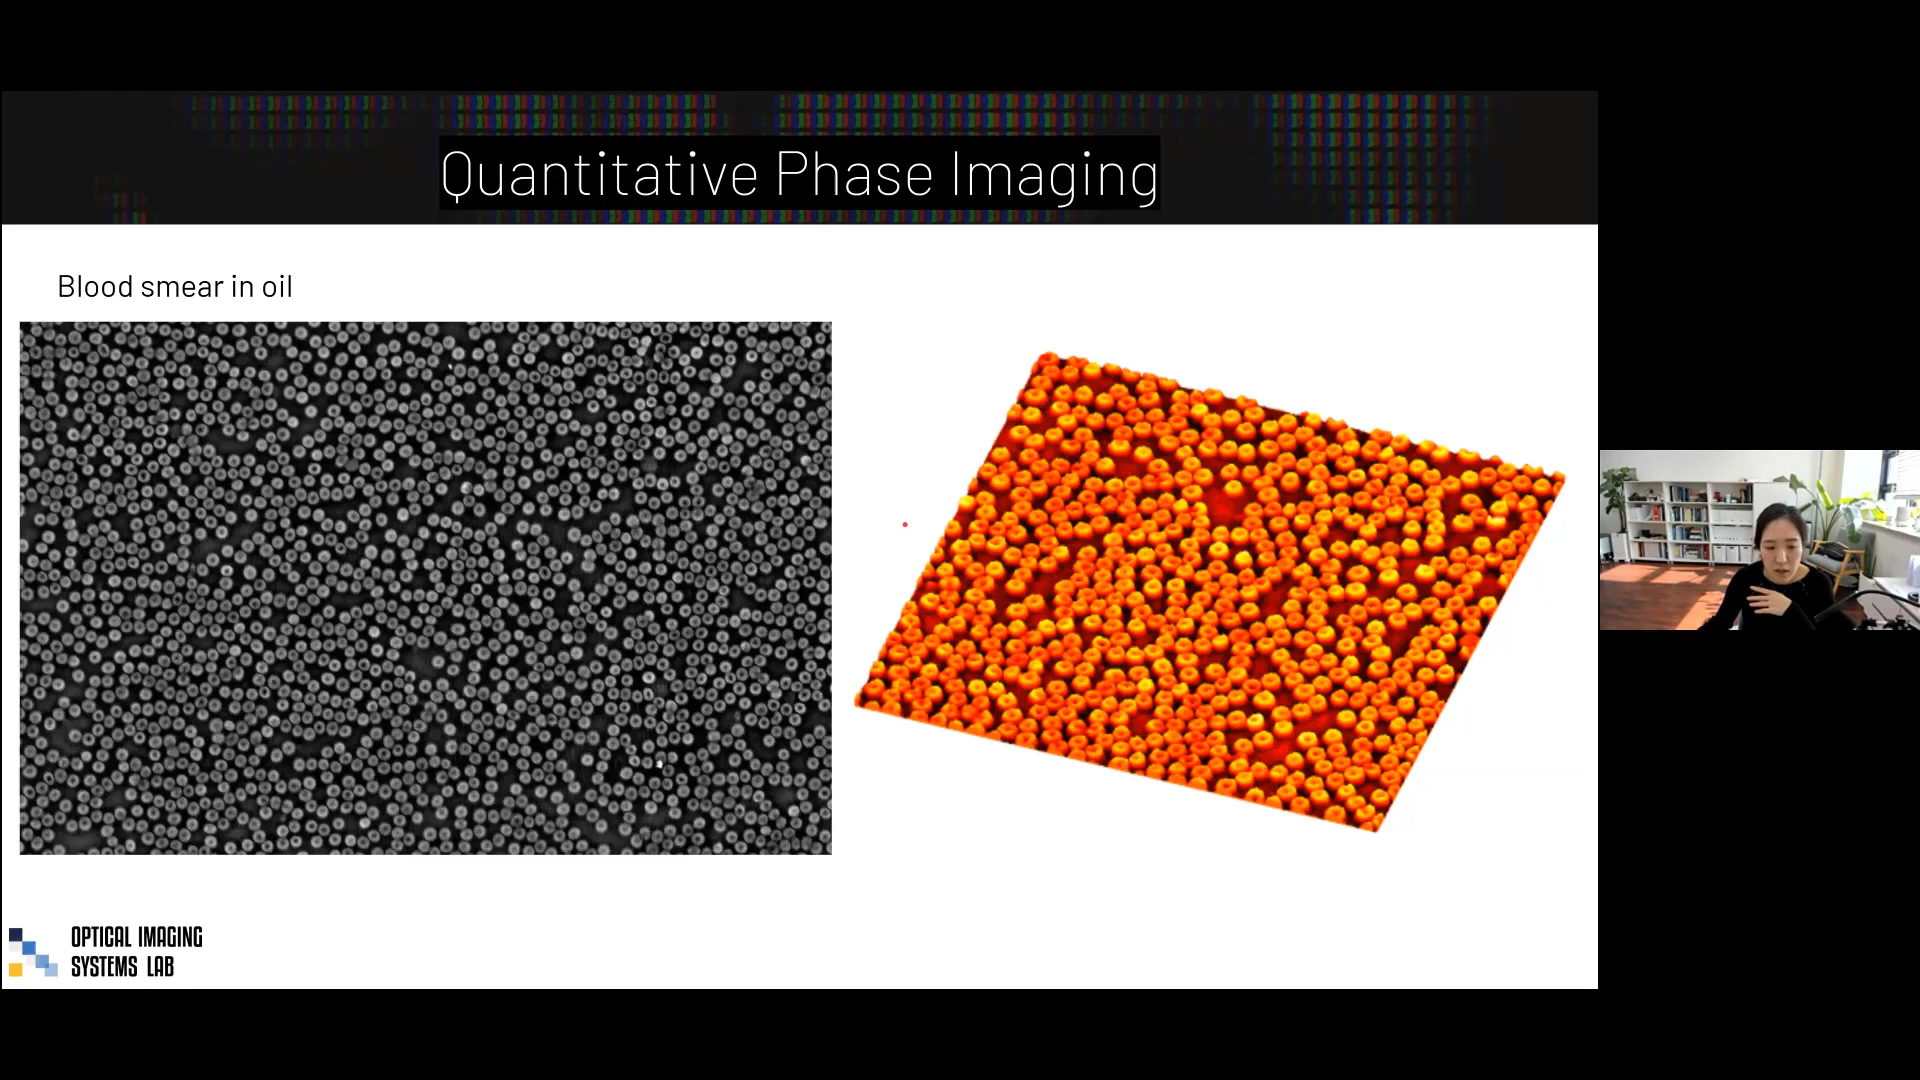 Quantitative Phase Imaging
Blood smear in oil
OPTICAL IMAGING
SYSTEMS LAB